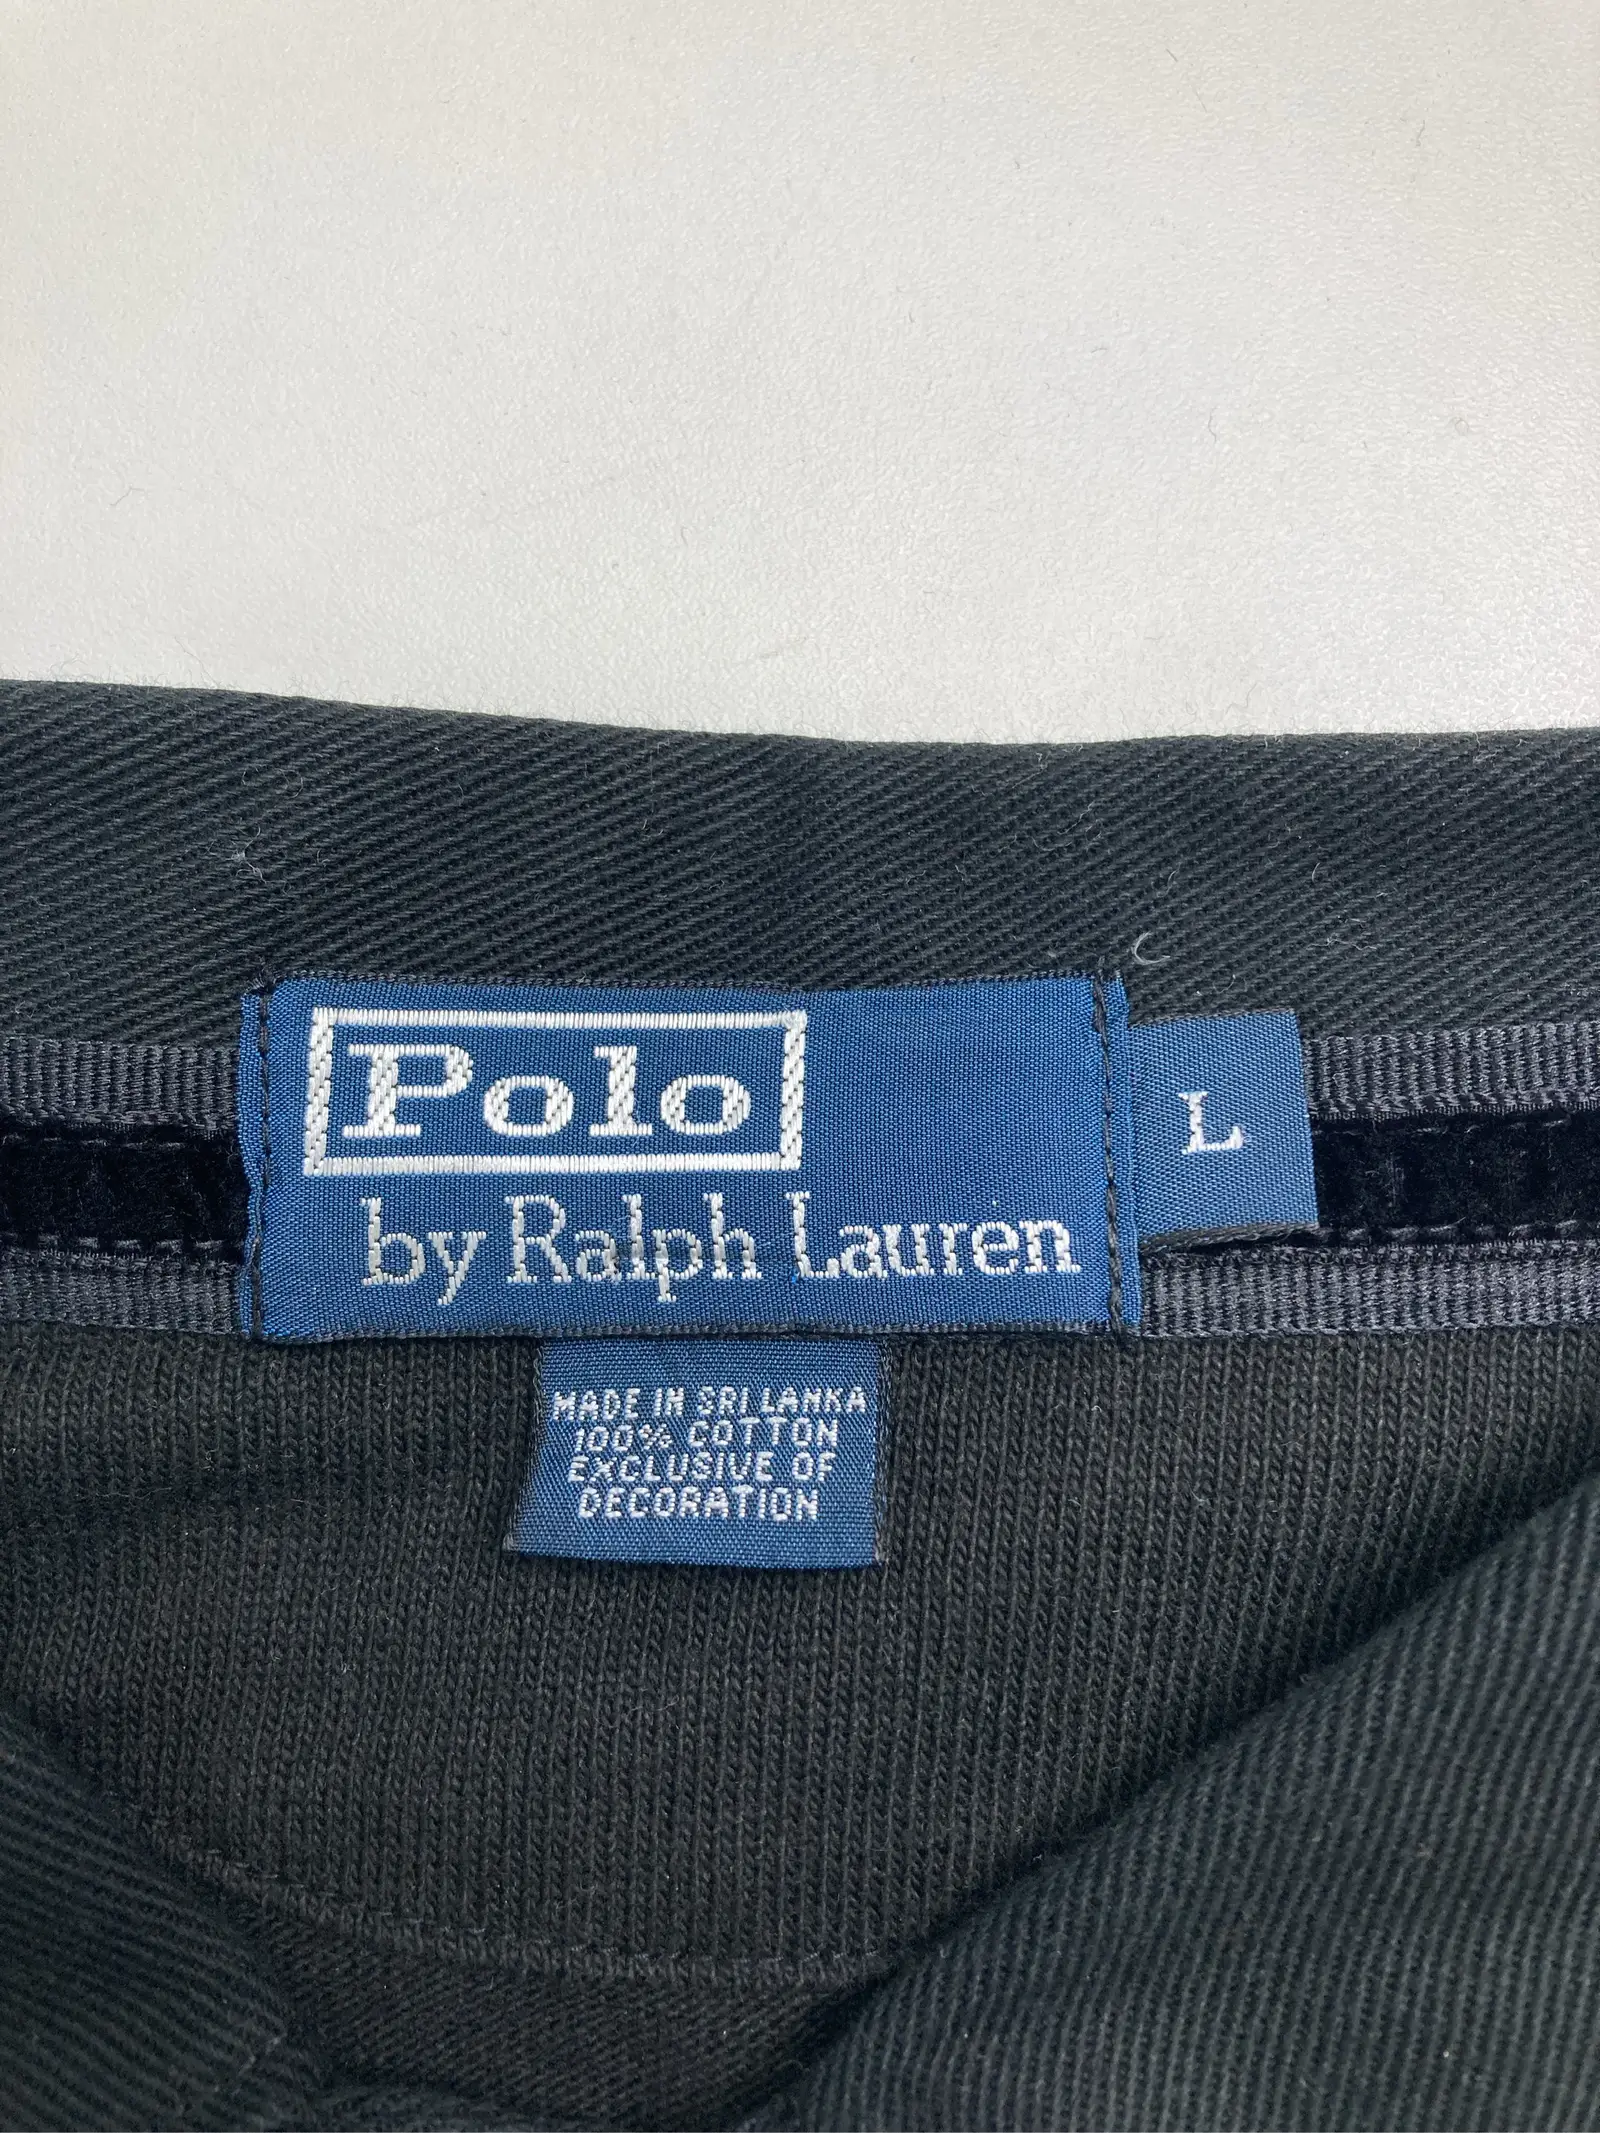 Polo
by Ralph Lauren
L
MADE IN SRI LANKA
100% COTTON
EXCLUSIVE OF
DECORATION